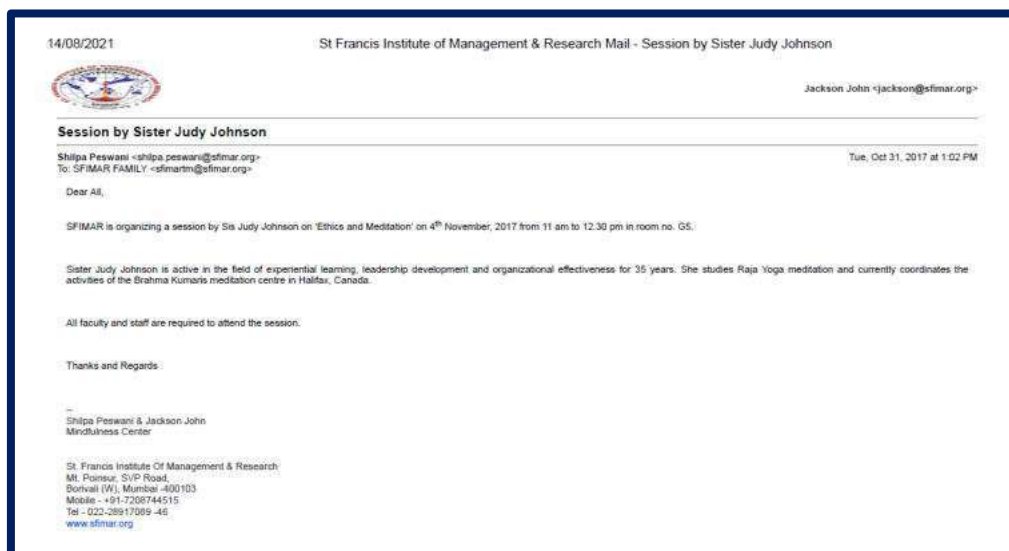 14/08/2021 St Francis Institute of Management & Research Mail - Session by Sister Judy Johnson
Jackson John <jackson@sfimar.org>
Session by Sister Judy Johnson
Shilpa Peswani <shilpa.peswani@sfimar.org> Tue, Oct 31, 2017 at 1:02 PM
To: SFIMAR FAMILY <sfimartm@sfimar.org>
Dear All,
SFIMAR is organizing a session by Sis Judy Johnson on 'Ethics and Meditation' on 4th November, 2017 from 11 am to 12.30 pm in room no. G5.
Sister Judy Johnson is active in the field of experiential learning, leadership development and organizational effectiveness for 35 years. She studies Raja Yoga meditation and currently coordinates the
activities of the Brahma Kumaris meditation centre in Halifax, Canada.
All faculty and staff are required to attend the session.
Thanks and Regards
--
Shilpa Peswani & Jackson John
Mindfulness Center
St. Francis Institute Of Management & Research
Mt. Poinsur, SVP Road,
Borivali (W), Mumbai -400103
Mobile - +91-7208744515
Tel - 022-28917089 -46
www.sfimar.org